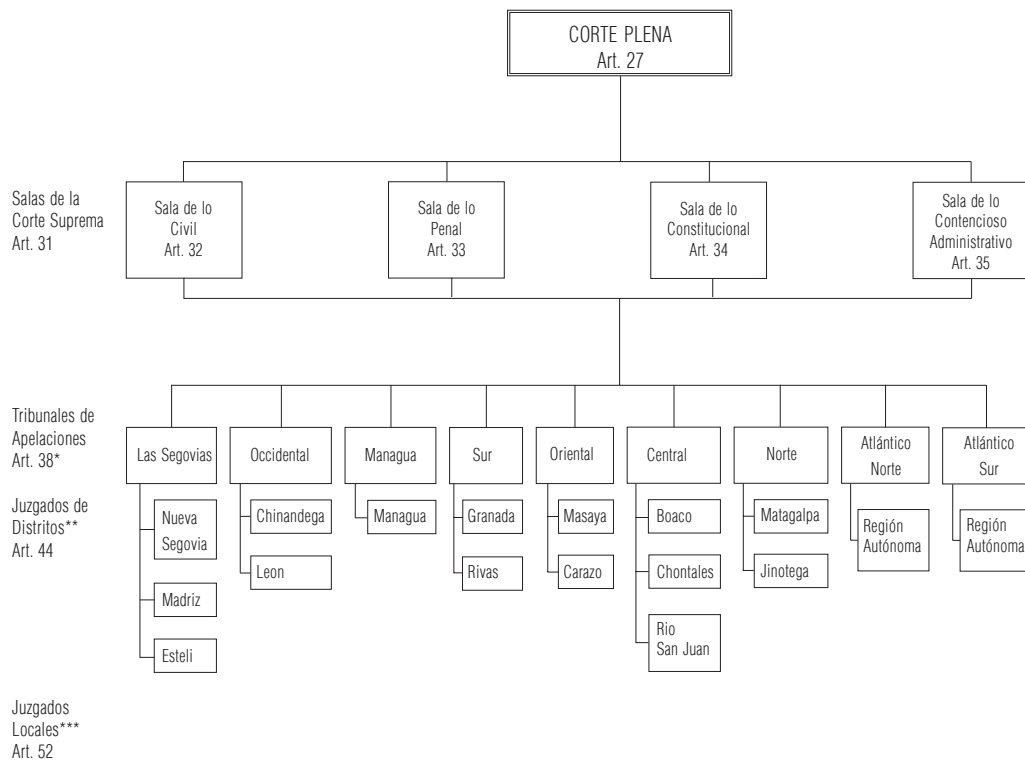 CORTE PLENA
Art. 27
Salas de la
Corte Suprema
Art. 31
Sala de lo
Civil
Art. 32
Sala de lo
Penal
Art. 33
Sala de lo
Constitucional
Art. 34
Sala de lo
Contencioso
Administrativo
Art. 35
Tribunales de
Apelaciones
Art. 38*
Las Segovias
Occidental
Managua
Sur
Oriental
Central
Norte
Atlántico
Norte
Atlántico
Sur
Juzgados de
Distritos**
Art. 44
Nueva
Segovia
Madriz
Esteli
Chinandega
Leon
Managua
Granada
Rivas
Masaya
Carazo
Boaco
Chontales
Rio
San Juan
Matagalpa
Jinotega
Región
Autónoma
Región
Autónoma
Juzgados
Locales***
Art. 52